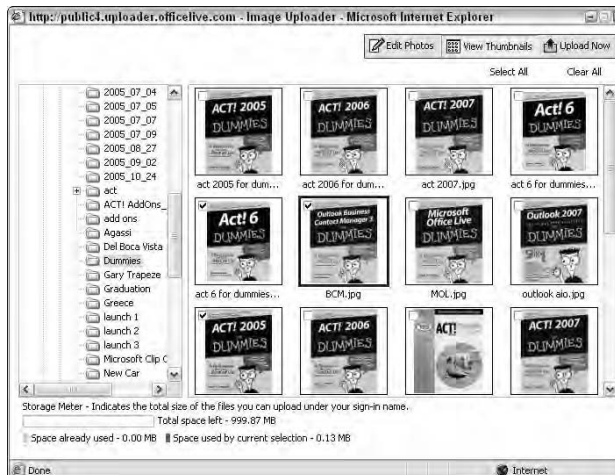 http://public4.uploader.officelive.com - Image Uploader - Microsoft Internet Explorer
Edit Photos View Thumbnails Upload Now
Select All Clear All
2005_07_04
2005_07_05
2005_07_07
2005_07_09
2005_08_27
2005_09_02
2005_10_24
act
ACT! AddOns_
add ons
Agassi
Del Boca Vista
Dummies
Gary Trapeze
Graduation
Greece
launch 1
launch 2
launch 3
Microsoft Clip C
New Car
ACT! 2005
DUMMIES
act 2005 for dum...
ACT! 2006
DUMMIES
act 2006 for dum...
ACT! 2007
DUMMIES
act 2007.jpg
Act! 6
DUMMIES
act 6 for dummies...
Act! 6
DUMMIES
act 6 for dummies...
Outlook Business
Contact Manager
DUMMIES
BCM.jpg
Microsoft
Office Live
DUMMIES
MOL.jpg
Outlook 2007
DUMMIES
outlook aio.jpg
ACT! 2005
DUMMIES
ACT! 2006
DUMMIES
ACT!
ACT! 2007
DUMMIES
Storage Meter - Indicates the total size of the files you can upload under your sign-in name.
Total space left - 999.87 MB
Space already used - 0.00 MB Space used by current selection - 0.13 MB
Done Internet